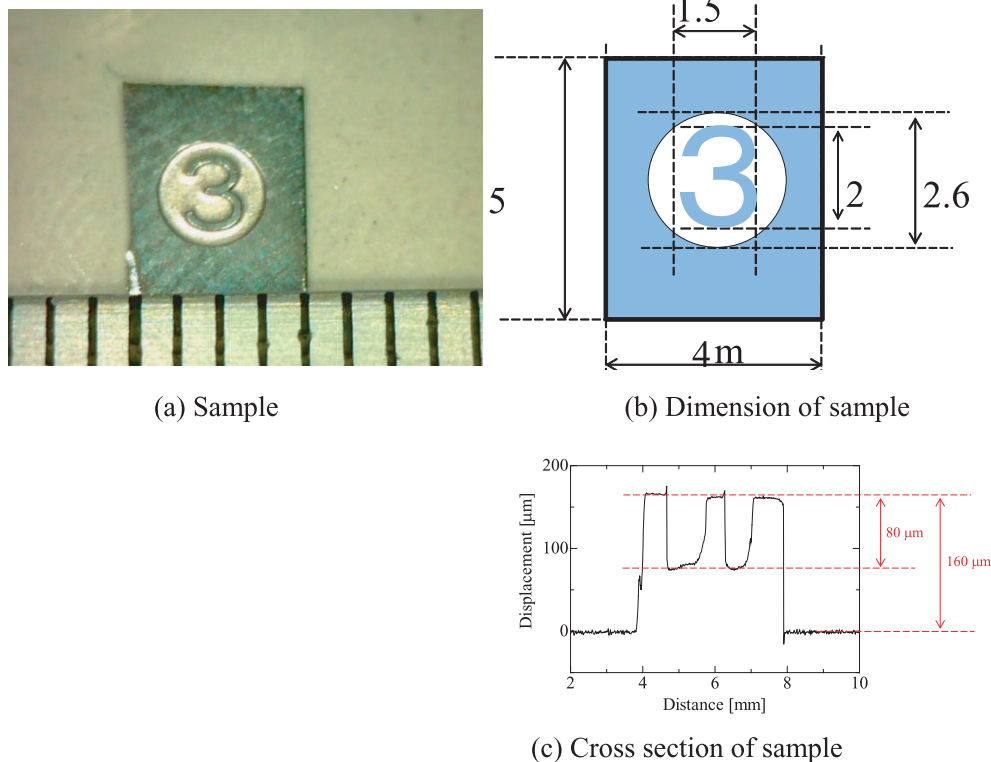 3
1.5
5
3
2
2.6
4m
(a) Sample
(b) Dimension of sample
200
100
0
Displacement [μm]
80 μm
160 μm
2 4 6 8 10
Distance [mm]
(c) Cross section of sample